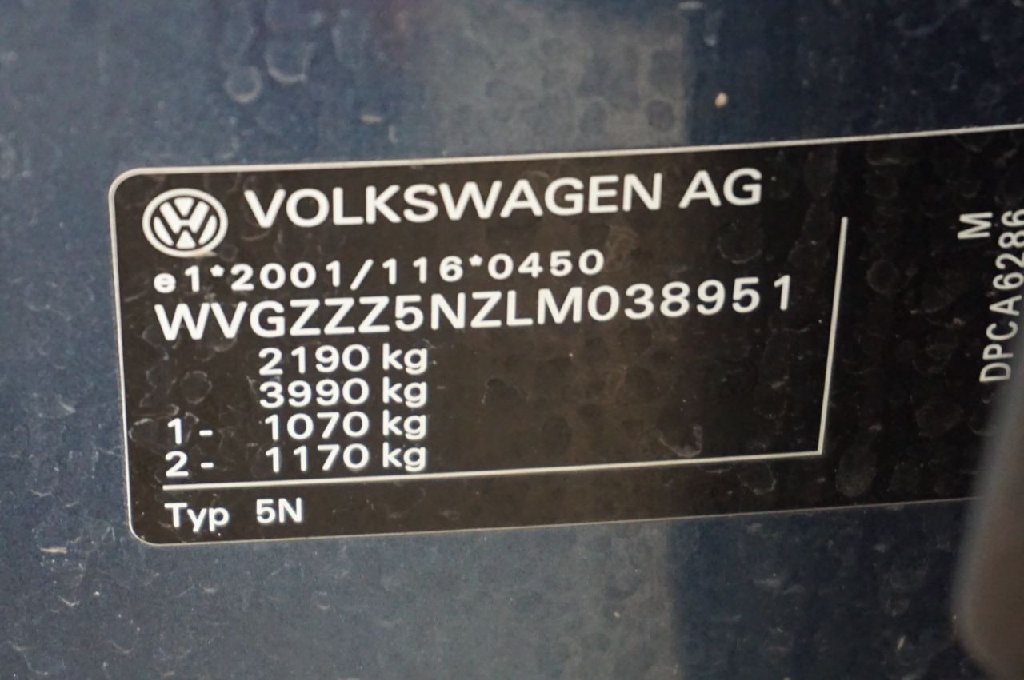 VOLKSWAGEN AG
e1*2001/116*0450
WVGZZZ5NZLM038951
2190 kg
3990 kg
1- 1070 kg
2- 1170 kg
Typ 5N
M
DPCA6286